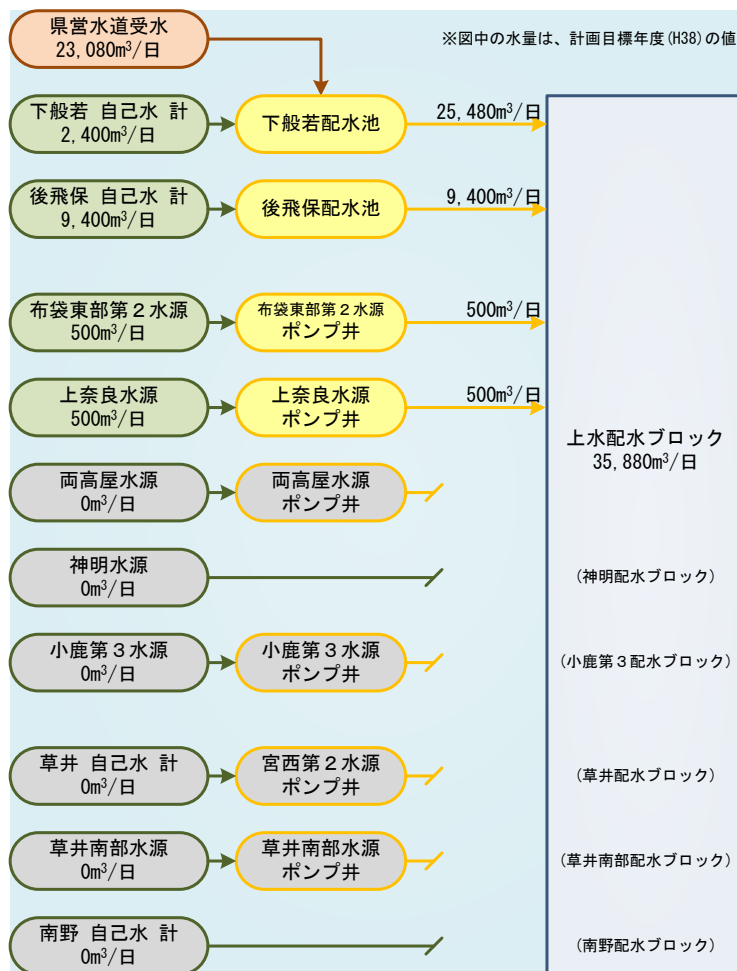 県営水道受水
23,080m³/日
※図中の水量は、計画目標年度(H38)の値
下般若 自己水 計
2,400m³/日
下般若配水池
25,480m³/日
後飛保 自己水 計
9,400m³/日
後飛保配水池
9,400m³/日
布袋東部第２水源
500m³/日
布袋東部第２水源
ポンプ井
500m³/日
上奈良水源
500m³/日
上奈良水源
ポンプ井
500m³/日
上水配水ブロック
35,880m³/日
両高屋水源
0m³/日
両高屋水源
ポンプ井
神明水源
0m³/日
(神明配水ブロック)
小鹿第３水源
0m³/日
小鹿第３水源
ポンプ井
(小鹿第３配水ブロック)
草井 自己水 計
0m³/日
宮西第２水源
ポンプ井
(草井配水ブロック)
草井南部水源
0m³/日
草井南部水源
ポンプ井
(草井南部配水ブロック)
南野 自己水 計
0m³/日
(南野配水ブロック)